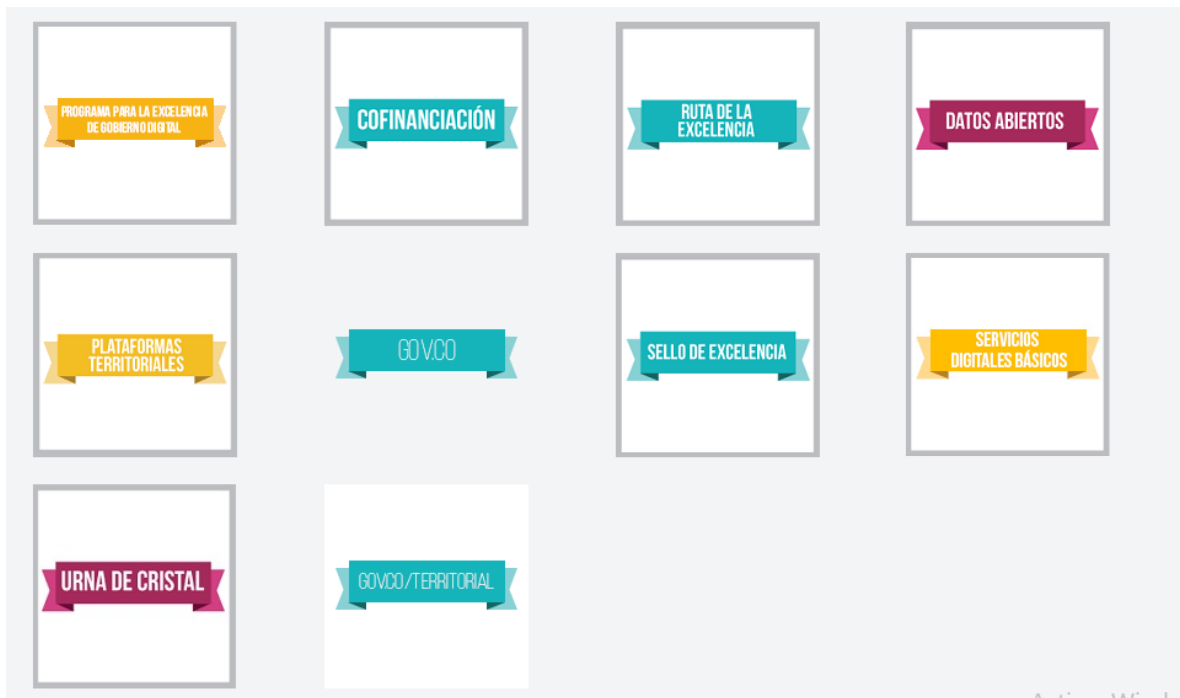 PROGRAMA PARA LA EXCELENCIA
DE GOBIERNO DIGITAL
COFINANCIACIÓN
RUTA DE LA
EXCELENCIA
DATOS ABIERTOS
PLATAFORMAS
TERRITORIALES
GOV.CO
SELLO DE EXCELENCIA
SERVICIOS
DIGITALES BÁSICOS
URNA DE CRISTAL
GOV.CO/TERRITORIAL